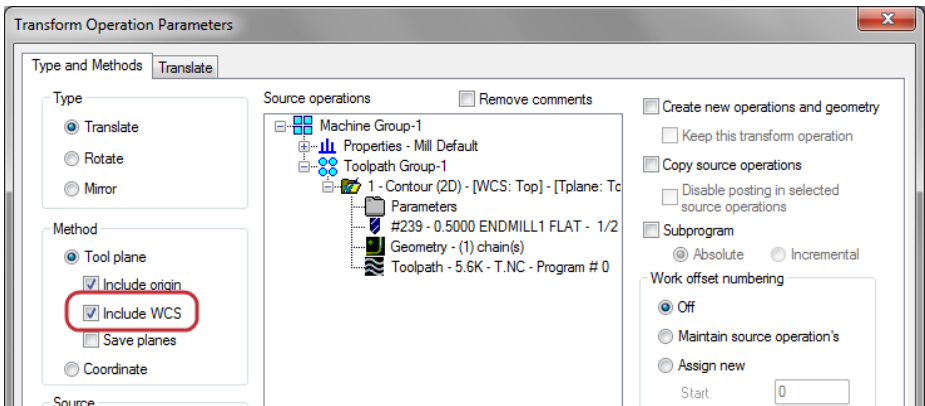 Transform Operation Parameters
Type and Methods
Translate
Type
Translate
Rotate
Mirror
Method
Tool plane
Include origin
Include WCS
Save planes
Coordinate
Source
Source operations
Remove comments
Machine Group-1
Properties - Mill Default
Toolpath Group-1
1 - Contour (2D) - [WCS: Top] - [Tplane: Tc
Parameters
#239 - 0.5000 ENDMILL1 FLAT - 1/2
Geometry - (1) chain(s)
Toolpath - 5.6K - T.NC - Program # 0
Create new operations and geometry
Keep this transform operation
Copy source operations
Disable posting in selected
source operations
Subprogram
Absolute
Incremental
Work offset numbering
Off
Maintain source operation's
Assign new
Start
0